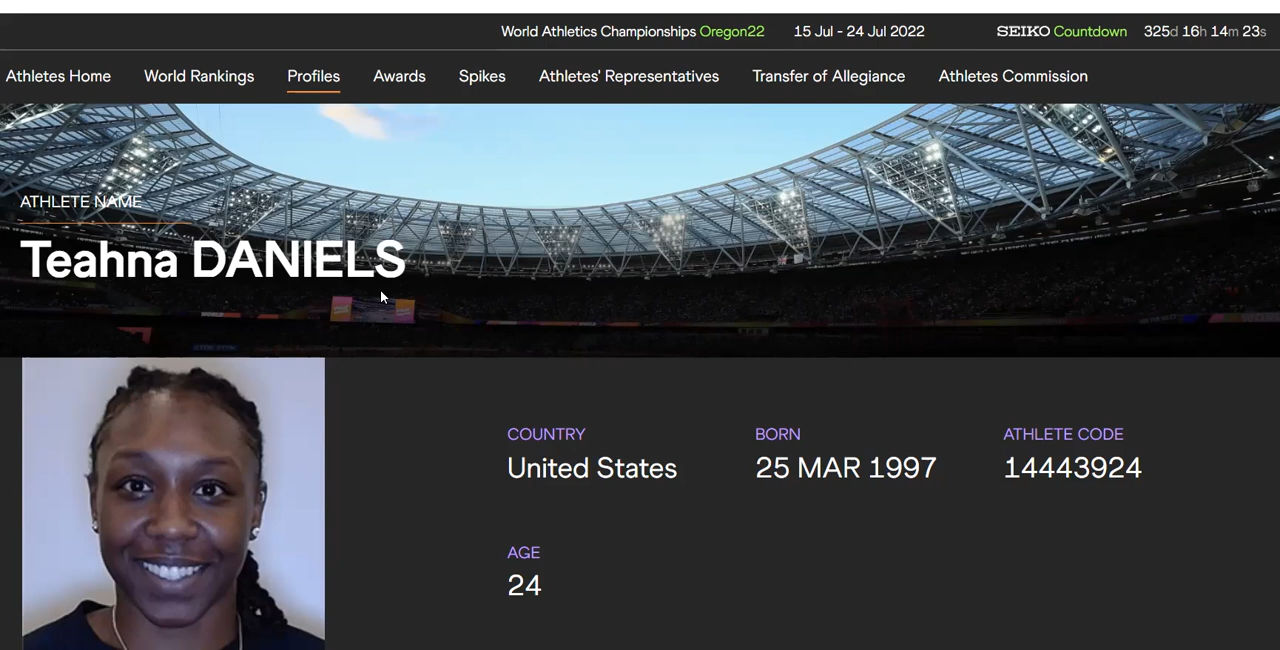 World Athletics Championships Oregon22 15 Jul - 24 Jul 2022 SEIKO Countdown 325d 16h 14m 23s
Athletes Home World Rankings Profiles Awards Spikes Athletes' Representatives Transfer of Allegiance Athletes Commission
ATHLETE NAME
Teahna DANIELS
COUNTRY BORN ATHLETE CODE
United States 25 MAR 1997 14443924
AGE
24